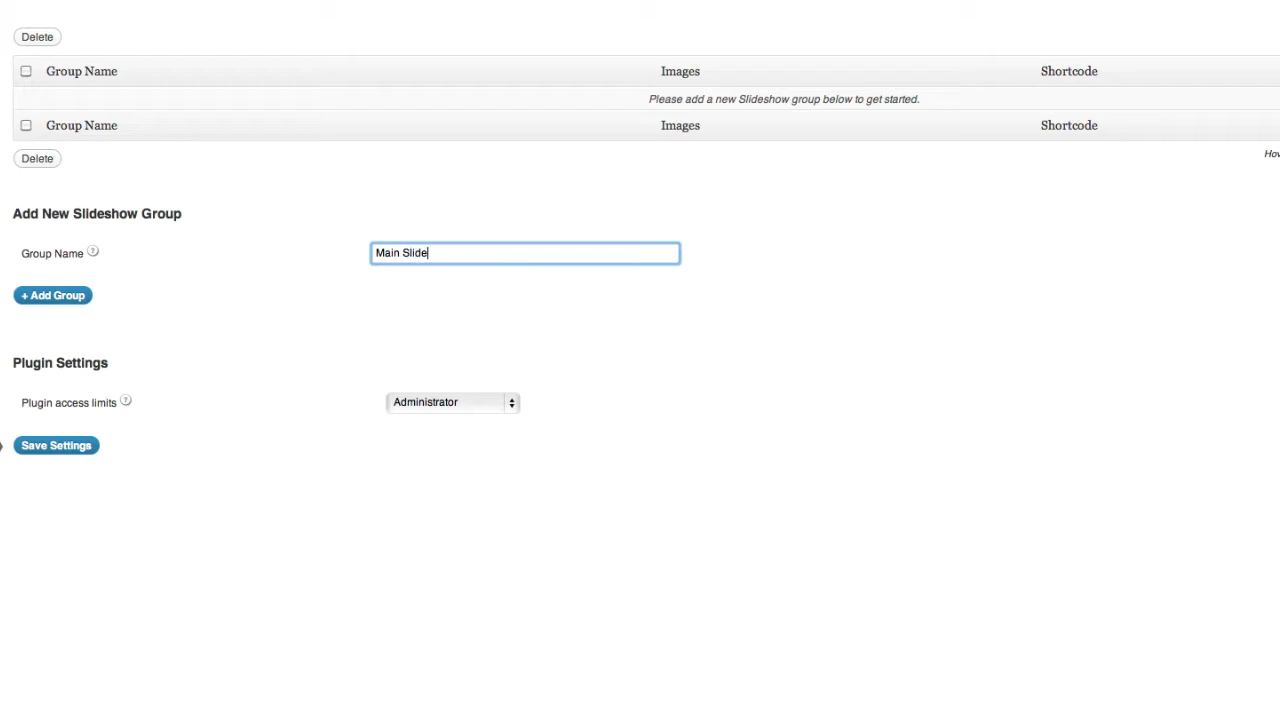 Delete
Group Name Images Shortcode
Please add a new Slideshow group below to get started.
Group Name Images Shortcode
Delete
Add New Slideshow Group
Group Name ? Main Slide
+ Add Group
Plugin Settings
Plugin access limits ? Administrator
Save Settings